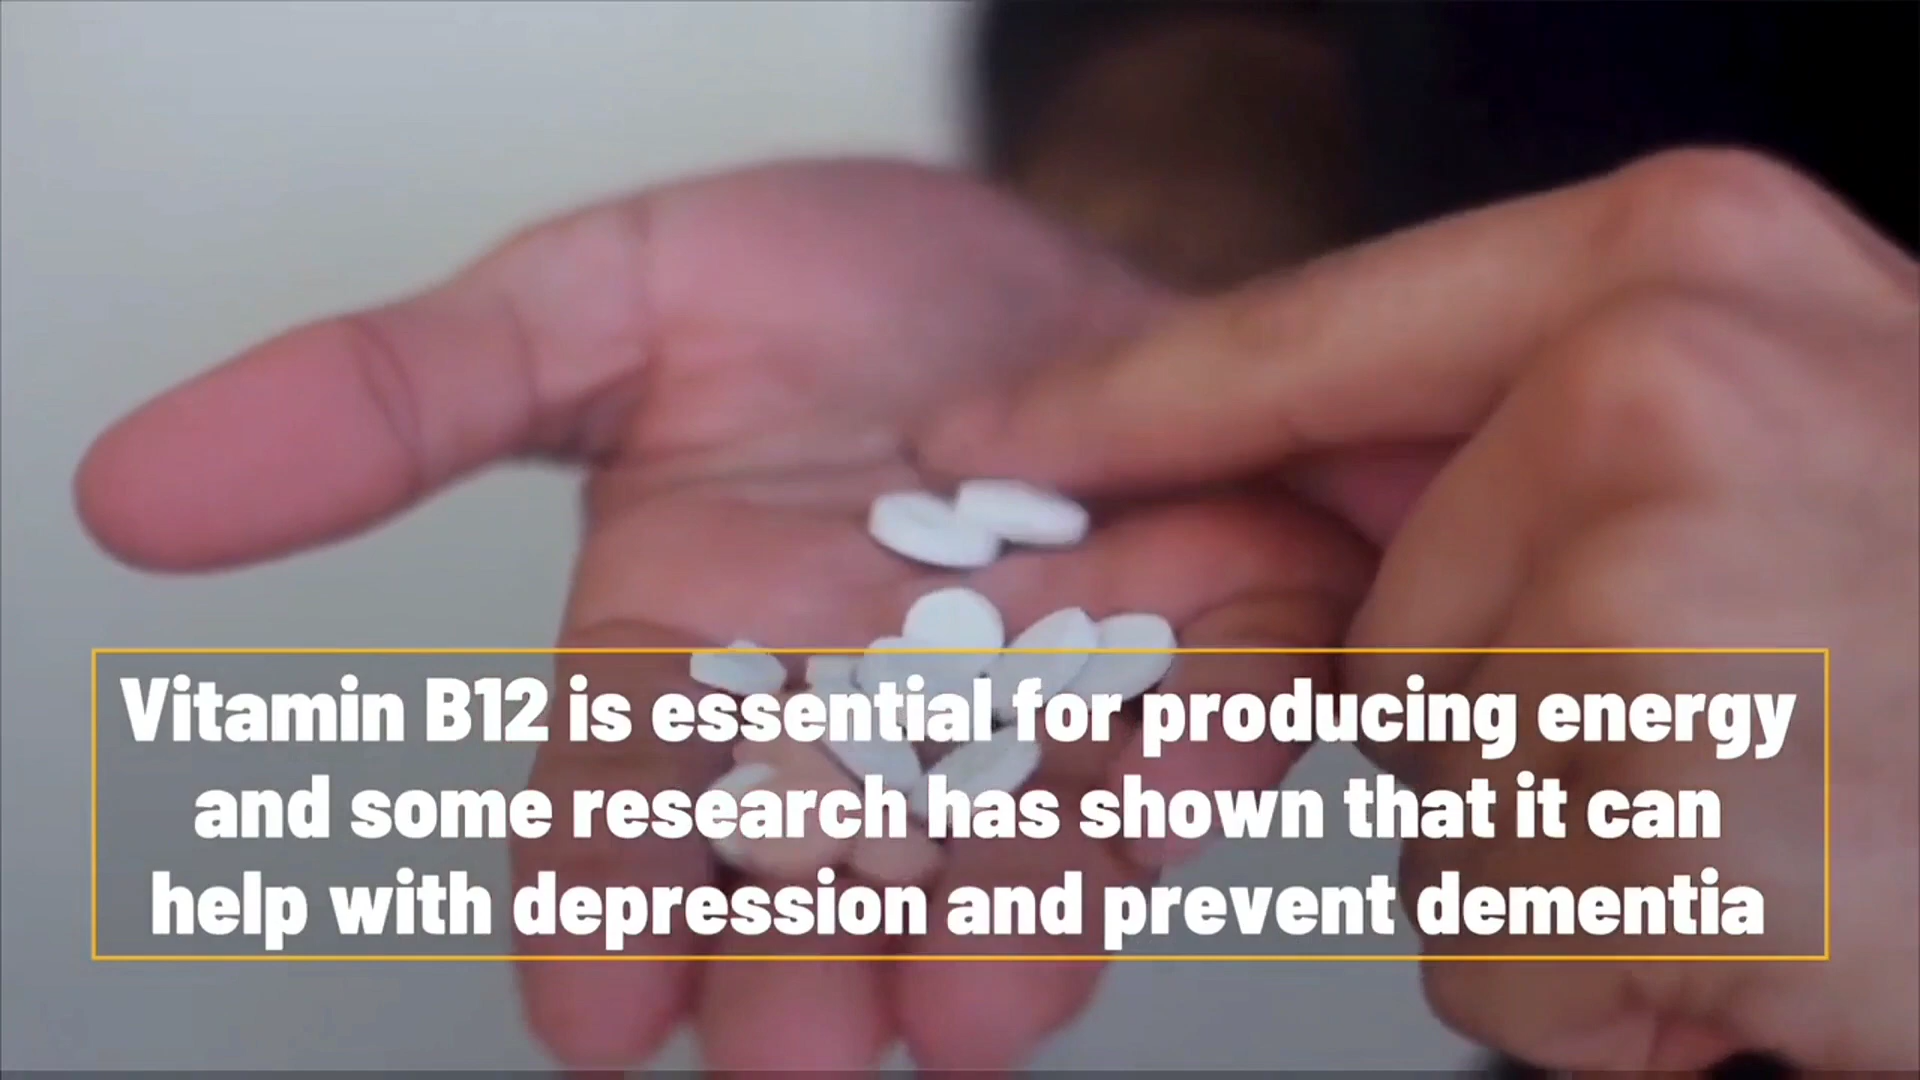 Vitamin B12 is essential for producing energy
and some research has shown that it can
help with depression and prevent dementia